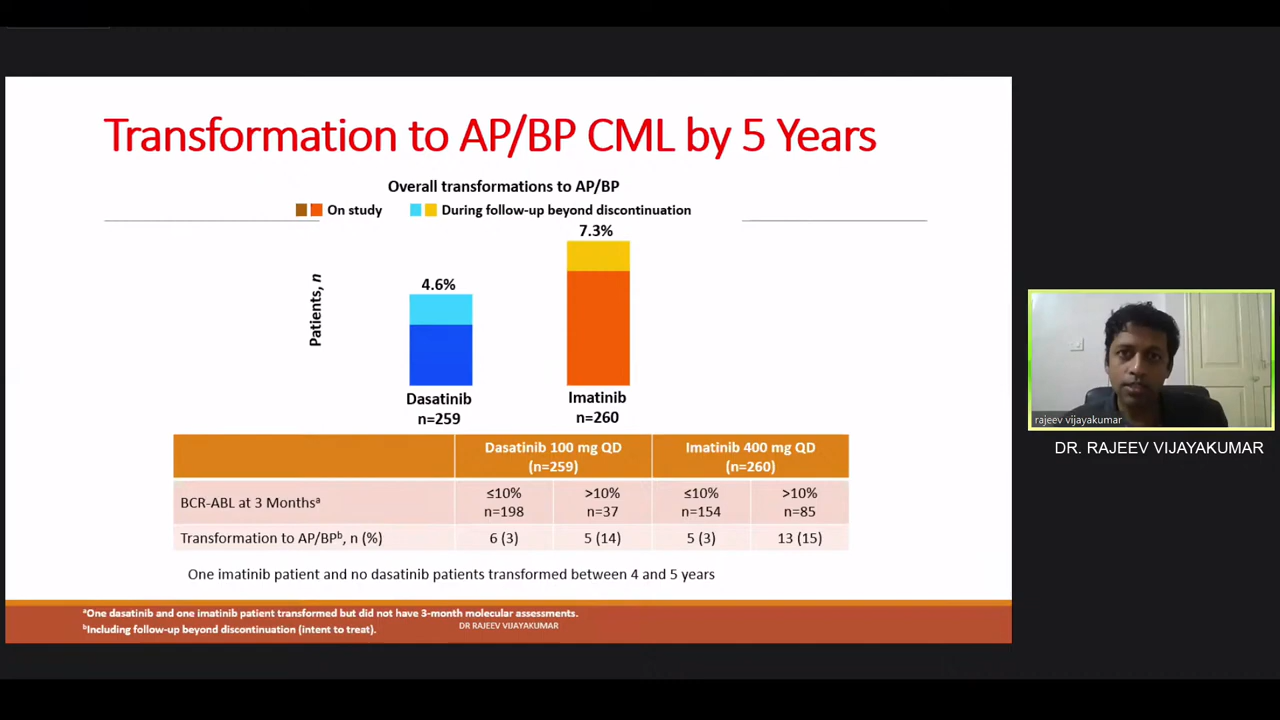 Transformation to AP/BP CML by 5 Years
Overall transformations to AP/BP
On study During follow-up beyond discontinuation
7.3%
4.6%
Patients, n
Dasatinib
n=259
Imatinib
n=260
Dasatinib 100 mg QD
(n=259)
Imatinib 400 mg QD
(n=260)
BCR-ABL at 3 Monthsᵃ
≤10%
n=198
>10%
n=37
≤10%
n=154
>10%
n=85
Transformation to AP/BPᵇ, n (%) 6 (3) 5 (14) 5 (3) 13 (15)
One imatinib patient and no dasatinib patients transformed between 4 and 5 years
ᵃOne dasatinib and one imatinib patient transformed but did not have 3-month molecular assessments.
ᵇIncluding follow-up beyond discontinuation (intent to treat).
DR RAJEEV VIJAYAKUMAR
rajeev vijayakumar
DR. RAJEEV VIJAYAKUMAR